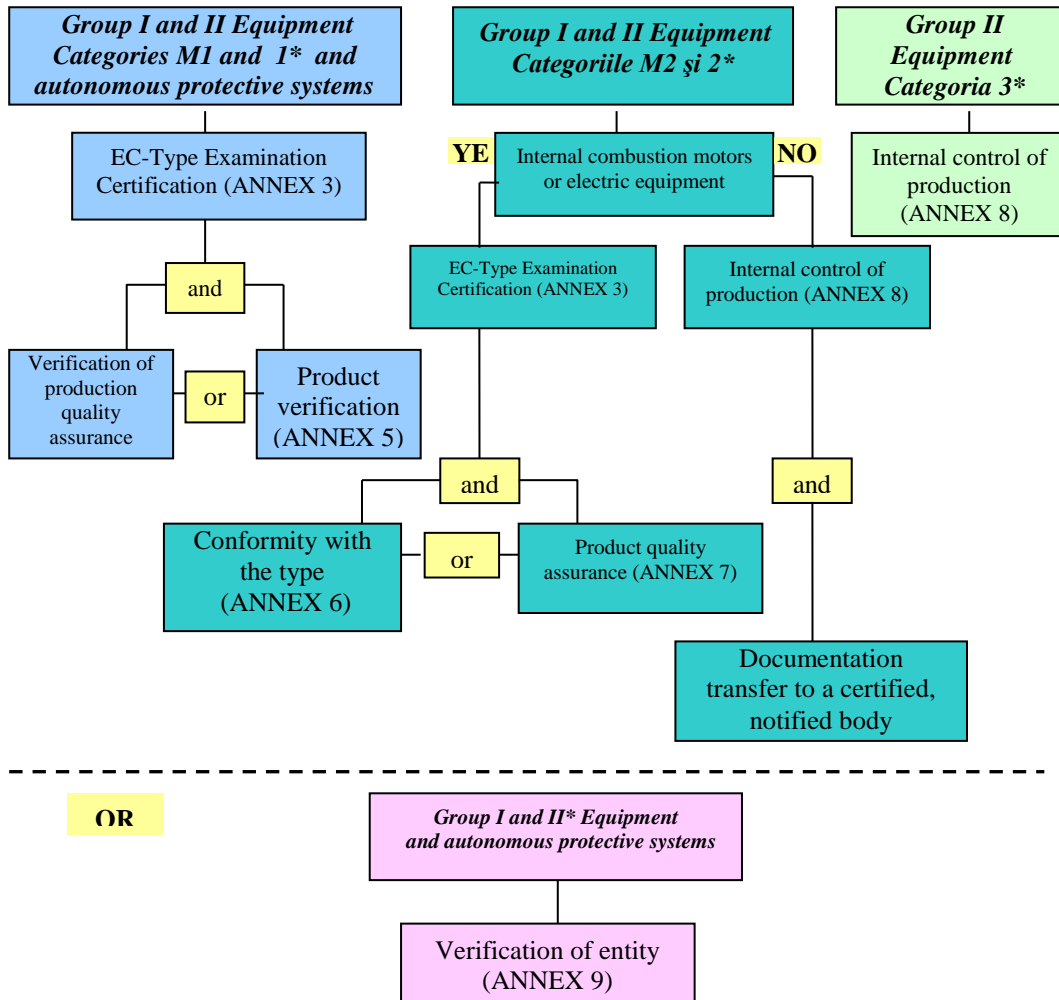 Group I and II Equipment
Categories M1 and 1* and
autonomous protective systems
EC-Type Examination
Certification (ANNEX 3)
and
Verification of
production
quality
assurance
or
Product
verification
(ANNEX 5)
Group I and II Equipment
Categoriile M2 şi 2*
YE
Internal combustion motors
or electric equipment
NO
EC-Type Examination
Certification (ANNEX 3)
Internal control of
production (ANNEX 8)
and
Conformity with
the type
(ANNEX 6)
or
Product quality
assurance (ANNEX 7)
and
Documentation
transfer to a certified,
notified body
Group II
Equipment
Categoria 3*
Internal control of
production
(ANNEX 8)
OR
Group I and II* Equipment
and autonomous protective systems
Verification of entity
(ANNEX 9)